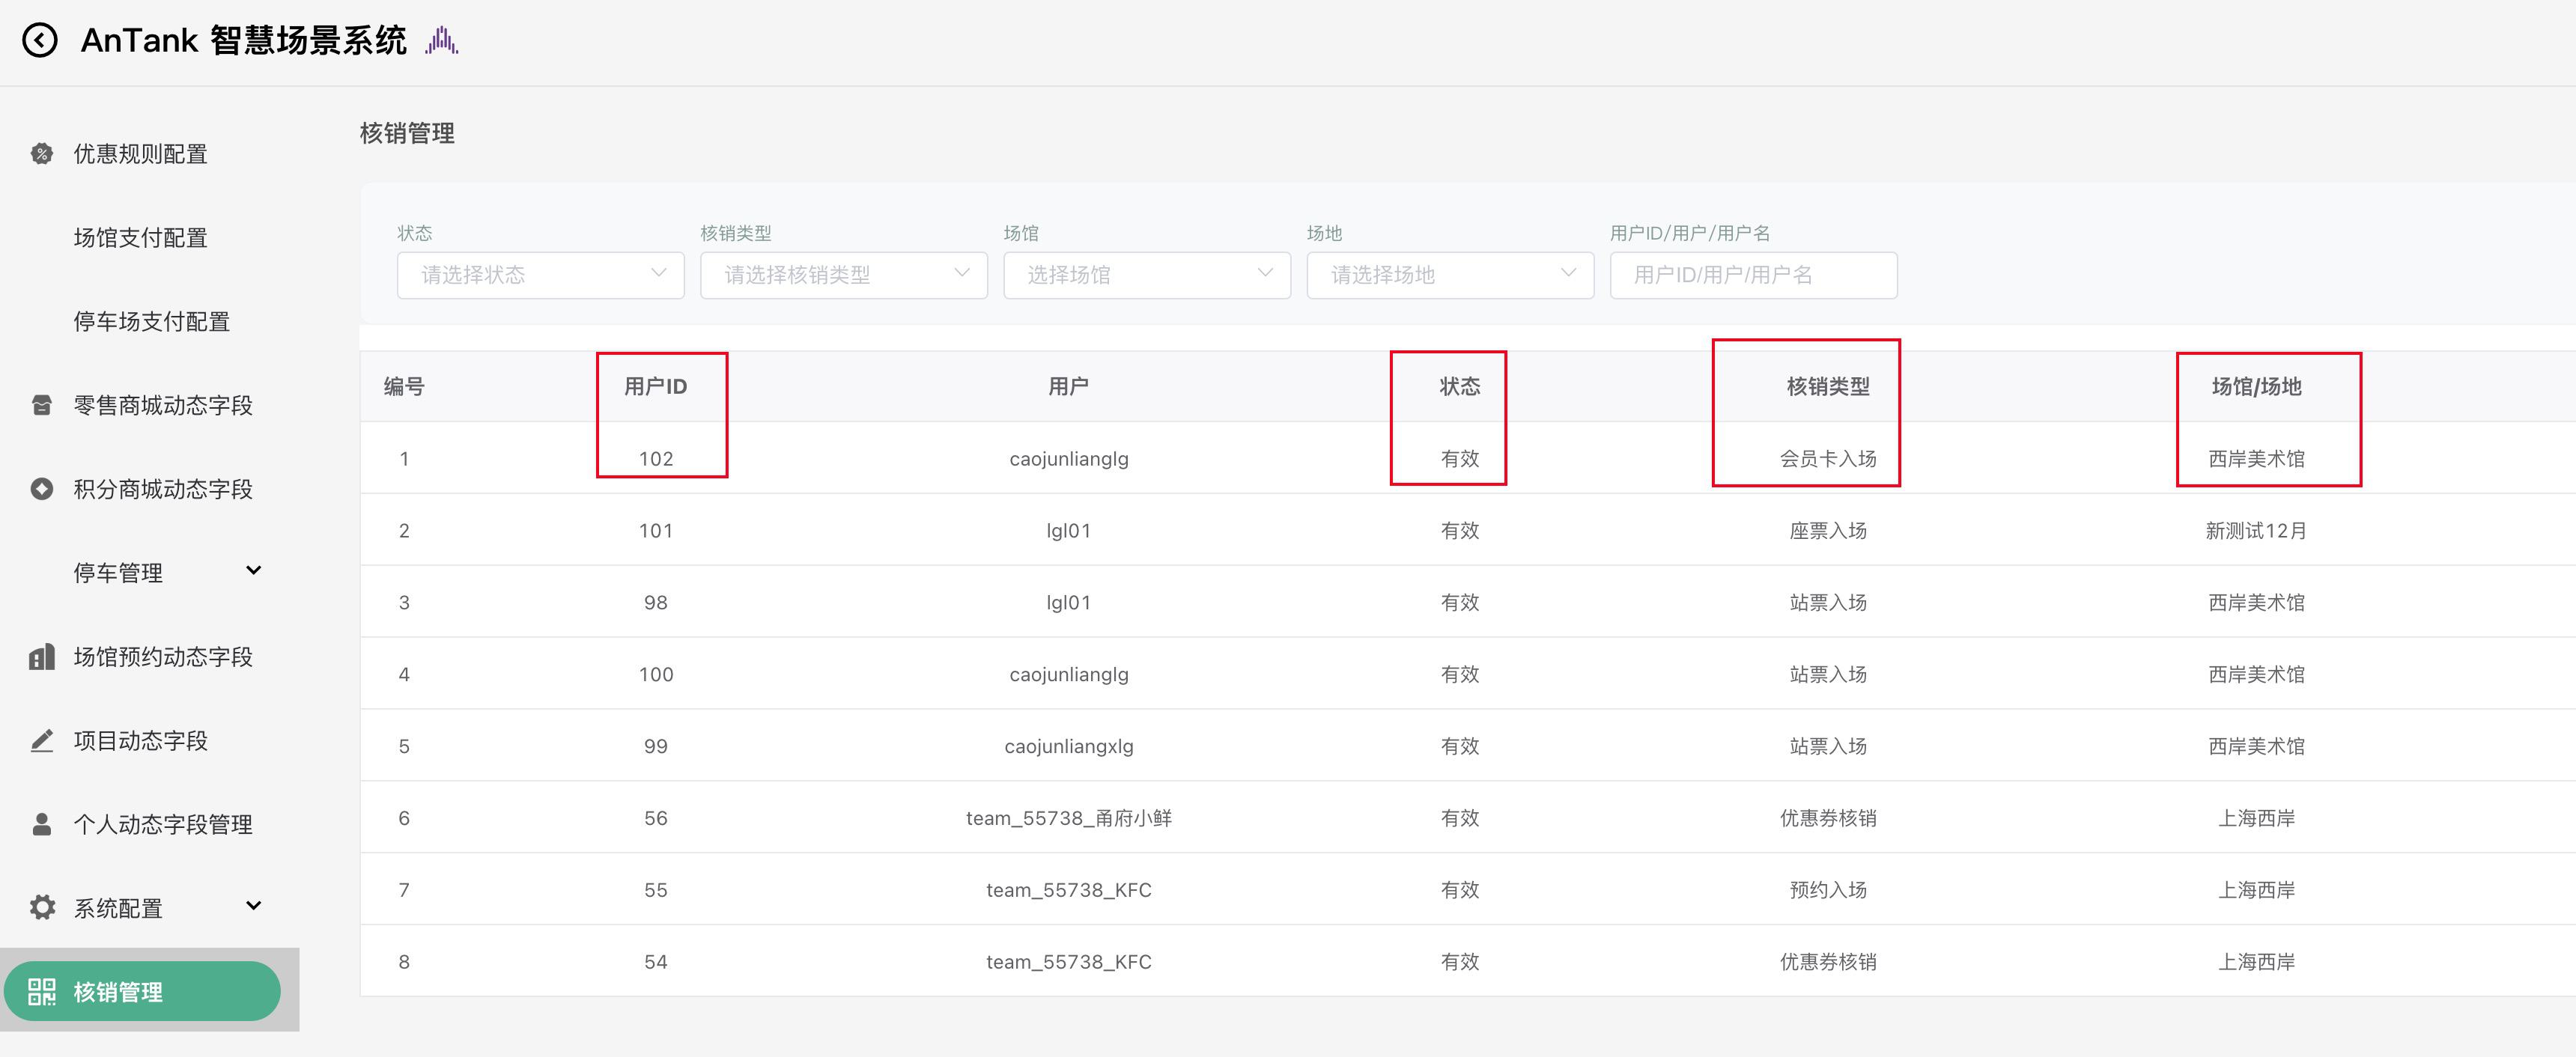 AnTank 智慧场景系统
优惠规则配置
场馆支付配置
停车场支付配置
零售商城动态字段
积分商城动态字段
停车管理
场馆预约动态字段
项目动态字段
个人动态字段管理
系统配置
核销管理
核销管理
状态 核销类型 场馆 场地 用户ID/用户/用户名
请选择状态 请选择核销类型 选择场馆 请选择场地 用户ID/用户/用户名
编号 用户ID 用户 状态 核销类型 场馆/场地
1 102 caojunlianglg 有效 会员卡入场 西岸美术馆
2 101 lgl01 有效 座票入场 新测试12月
3 98 lgl01 有效 站票入场 西岸美术馆
4 100 caojunlianglg 有效 站票入场 西岸美术馆
5 99 caojunliangxlg 有效 站票入场 西岸美术馆
6 56 team_55738_甬府小鲜 有效 优惠券核销 上海西岸
7 55 team_55738_KFC 有效 预约入场 上海西岸
8 54 team_55738_KFC 有效 优惠券核销 上海西岸